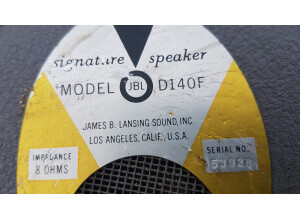 signature speaker
MODEL JBL D140F
JAMES B. LANSING SOUND, INC.
LOS ANGELES, CALIF., U.S.A.
IMPEDANCE
8 OHMS
SERIAL NO.